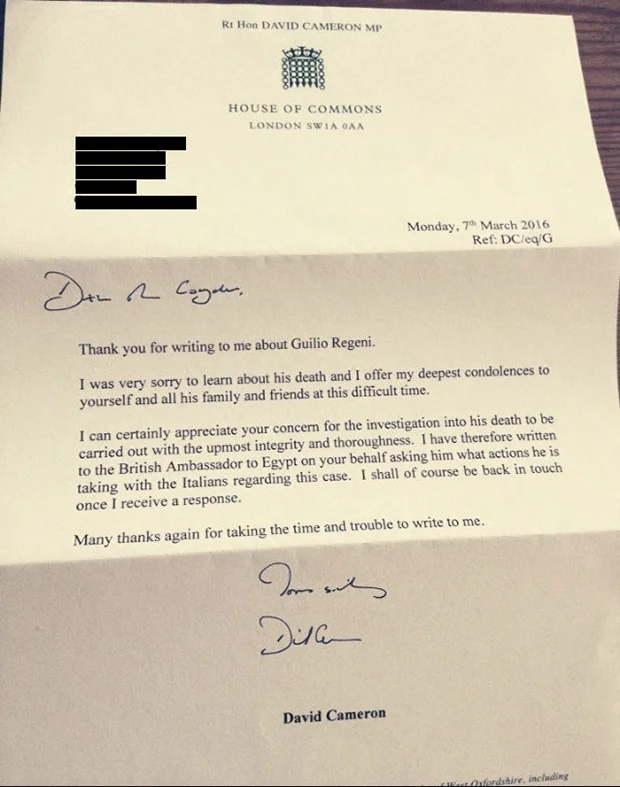 Rt Hon DAVID CAMERON MP
HOUSE OF COMMONS
LONDON SW1A 0AA
Monday, 7th March 2016
Ref: DC/eq/G
Thank you for writing to me about Guilio Regeni.
I was very sorry to learn about his death and I offer my deepest condolences to
yourself and all his family and friends at this difficult time.
I can certainly appreciate your concern for the investigation into his death to be
carried out with the upmost integrity and thoroughness. I have therefore written
to the British Ambassador to Egypt on your behalf asking him what actions he is
taking with the Italians regarding this case. I shall of course be back in touch
once I receive a response.
Many thanks again for taking the time and trouble to write to me.
David Cameron
West Oxfordshire, including